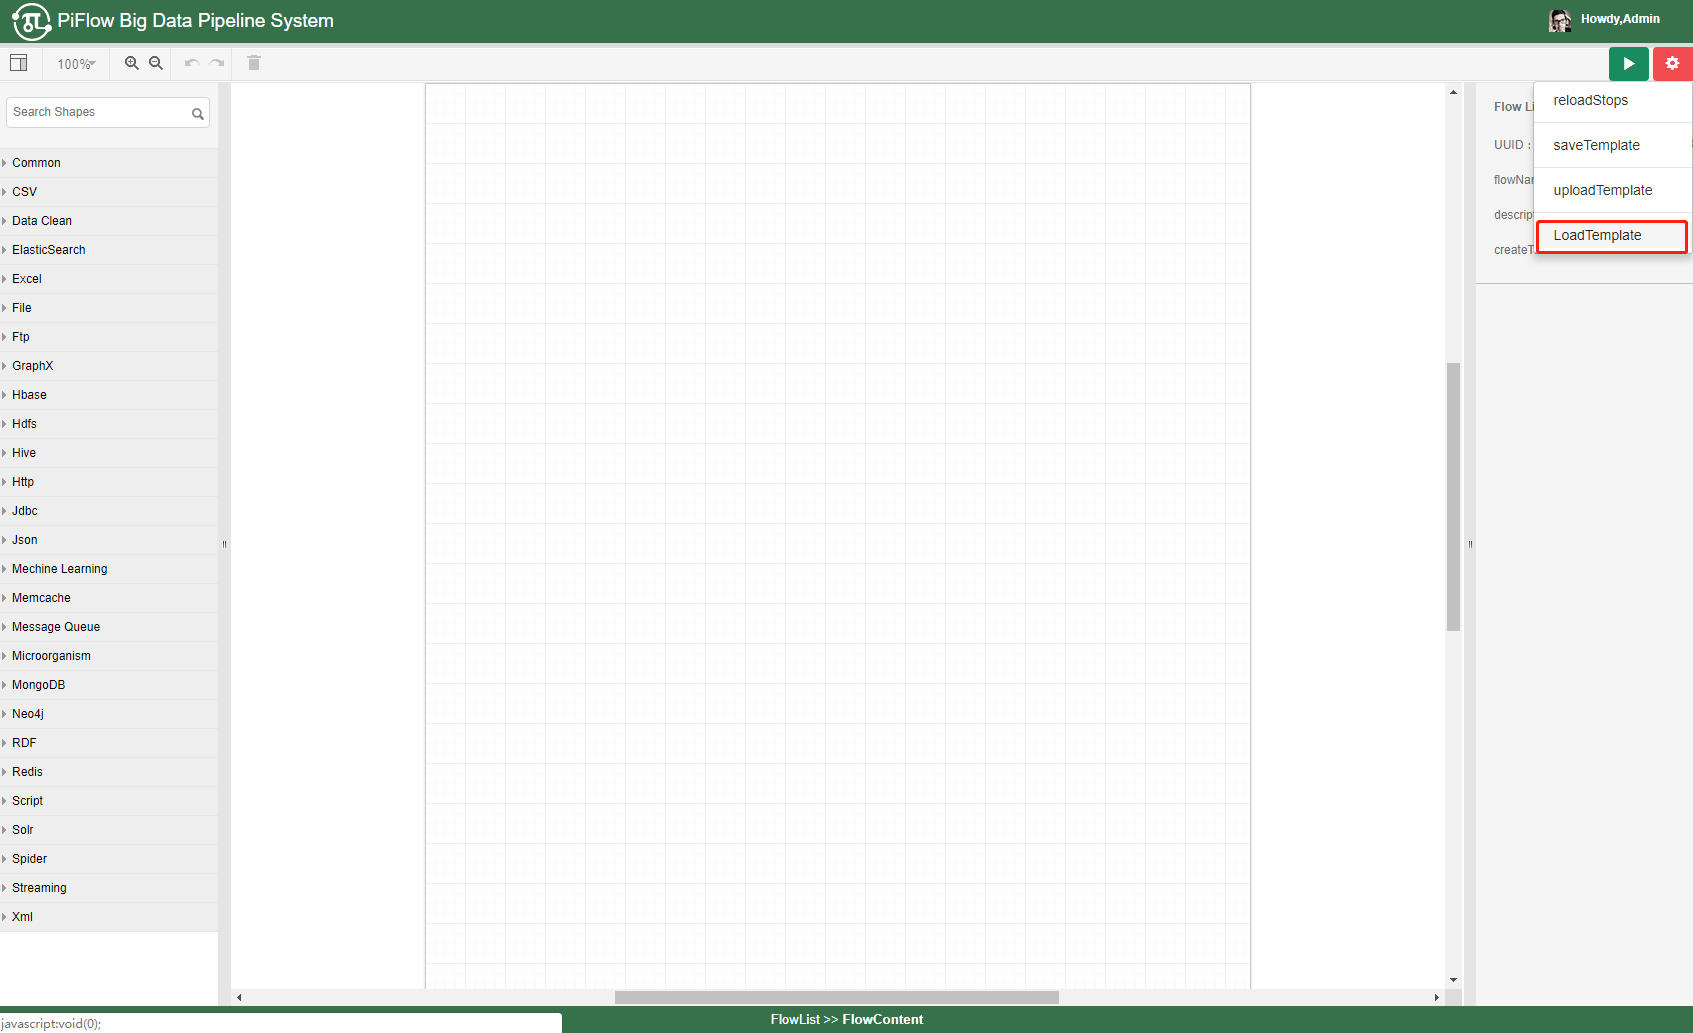 PiFlow Big Data Pipeline System
Howdy,Admin
100%
Search Shapes
Common
CSV
Data Clean
ElasticSearch
Excel
File
Ftp
GraphX
Hbase
Hdfs
Hive
Http
Jdbc
Json
Mechine Learning
Memcache
Message Queue
Microorganism
MongoDB
Neo4j
RDF
Redis
Script
Solr
Spider
Streaming
Xml
reloadStops
saveTemplate
uploadTemplate
LoadTemplate
Flow Li
UUID :
flowNar
descrip
createT
FlowList >> FlowContent
javascript:void(0);